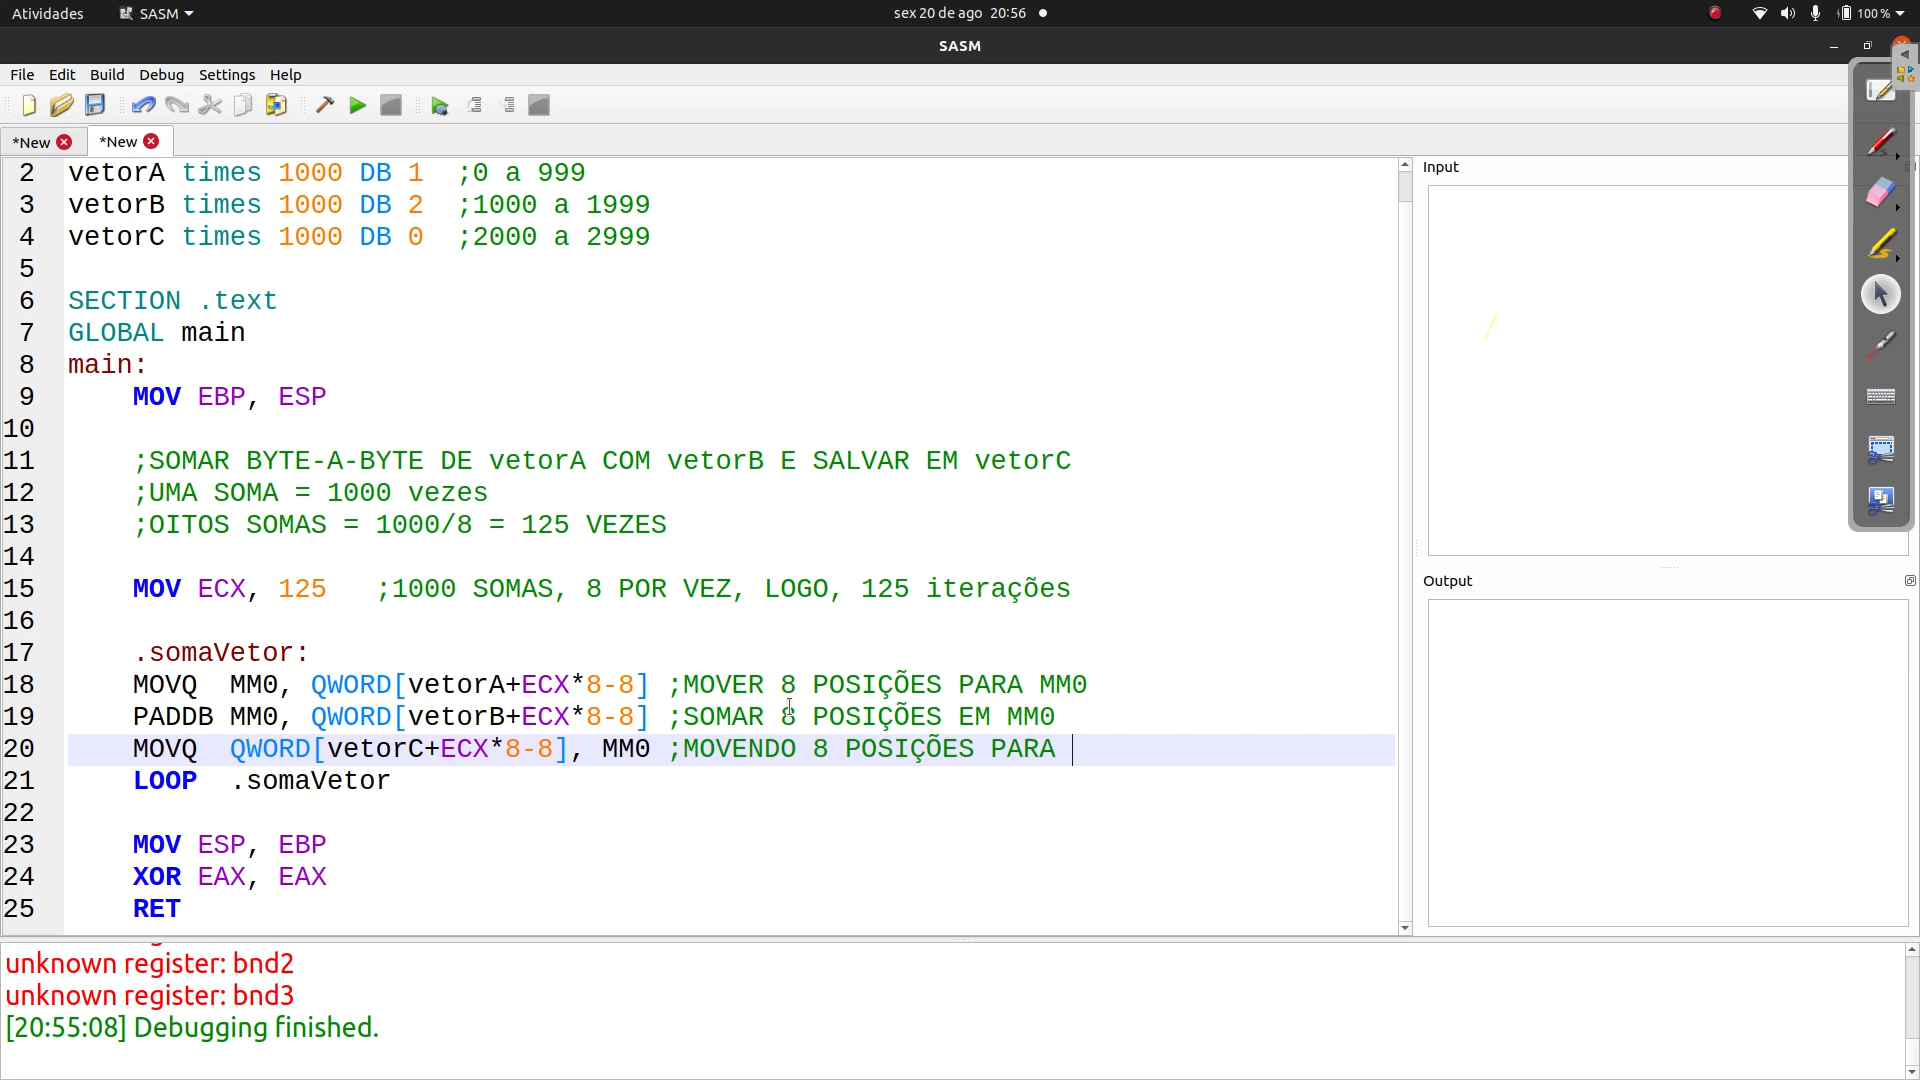 Atividades SASM sex 20 de ago 20:56 100 %
SASM
File Edit Build Debug Settings Help
*New *New
2 vetorA times 1000 DB 1 ;0 a 999
3 vetorB times 1000 DB 2 ;1000 a 1999
4 vetorC times 1000 DB 0 ;2000 a 2999
5
6 SECTION .text
7 GLOBAL main
8 main:
9 MOV EBP, ESP
10
11 ;SOMAR BYTE-A-BYTE DE vetorA COM vetorB E SALVAR EM vetorC
12 ;UMA SOMA = 1000 vezes
13 ;OITOS SOMAS = 1000/8 = 125 VEZES
14
15 MOV ECX, 125 ;1000 SOMAS, 8 POR VEZ, LOGO, 125 iterações
16
17 .somaVetor:
18 MOVQ MM0, QWORD[vetorA+ECX*8-8] ;MOVER 8 POSIÇÕES PARA MM0
19 PADDB MM0, QWORD[vetorB+ECX*8-8] ;SOMAR 8 POSIÇÕES EM MM0
20 MOVQ QWORD[vetorC+ECX*8-8], MM0 ;MOVENDO 8 POSIÇÕES PARA
21 LOOP .somaVetor
22
23 MOV ESP, EBP
24 XOR EAX, EAX
25 RET
Input
Output
unknown register: bnd2
unknown register: bnd3
[20:55:08] Debugging finished.